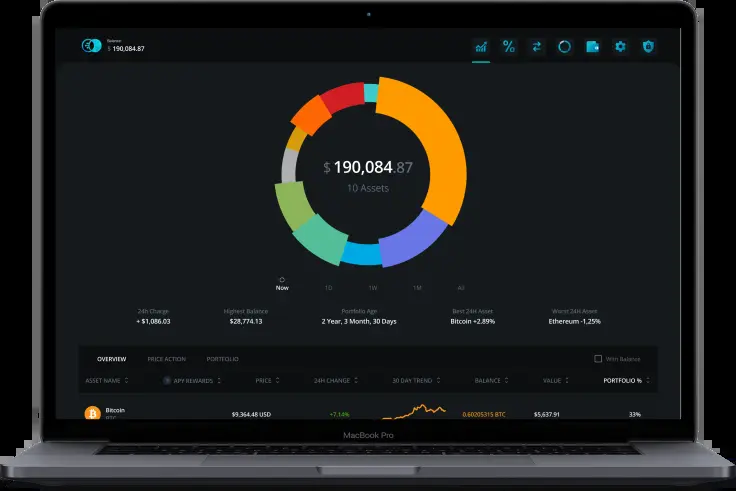 Balance
$ 190,084.87
$ 190,084.87
10 Assets
Now 1D 1W 1M All
24h Change Highest Balance Portfolio Age Best 24H Asset Worst 24H Asset
+ $1,086.03 $28,774.13 2 Year, 3 Month, 30 Days Bitcoin +2.89% Ethereum -1,25%
OVERVIEW PRICE ACTION PORTFOLIO With Balance
ASSET NAME APY REWARDS PRICE 24H CHANGE 30 DAY TREND BALANCE VALUE PORTFOLIO %
Bitcoin $9,364.48 USD +7,14% 0.60205315 BTC $5,637.91 33%
BTC
MacBook Pro